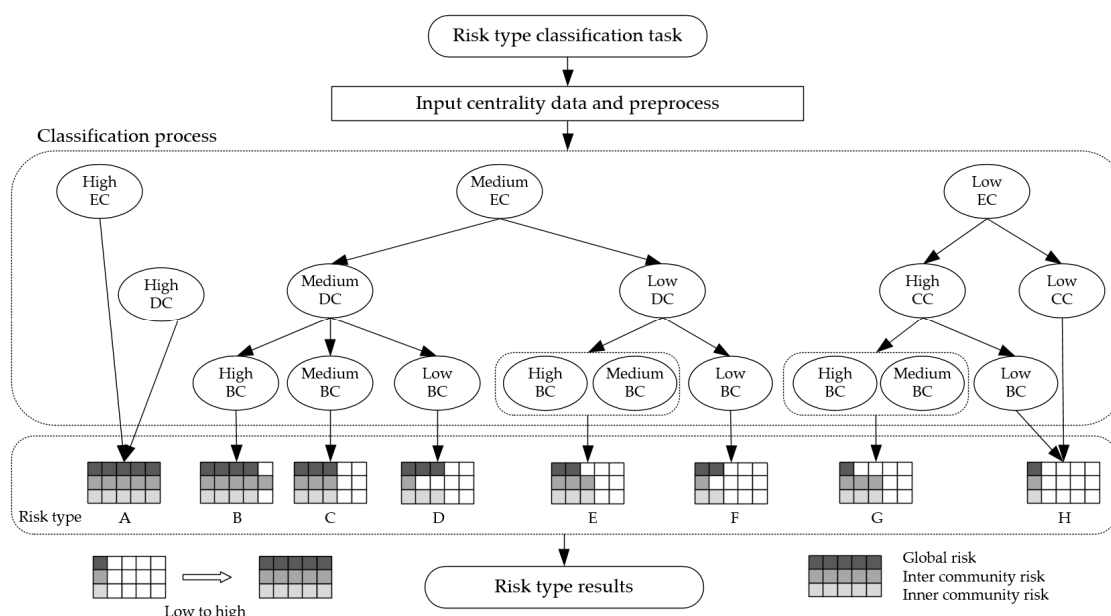 Risk type classification task
Input centrality data and preprocess
Classification process
High
EC
Medium
EC
Low
EC
High
DC
Medium
DC
Low
DC
High
CC
Low
CC
High
BC
Medium
BC
Low
BC
High
BC
Medium
BC
Low
BC
High
BC
Medium
BC
Low
BC
Risk type
A
B
C
D
E
F
G
H
Low to high
Risk type results
Global risk
Inter community risk
Inner community risk